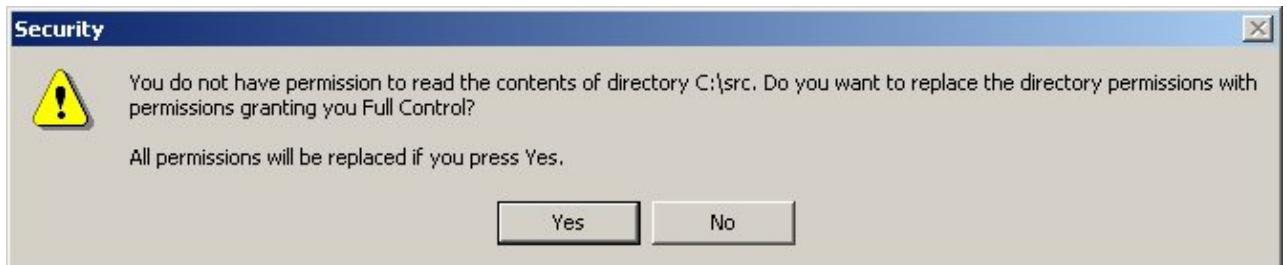 Security
You do not have permission to read the contents of directory C:\src. Do you want to replace the directory permissions with
permissions granting you Full Control?
All permissions will be replaced if you press Yes.
Yes No